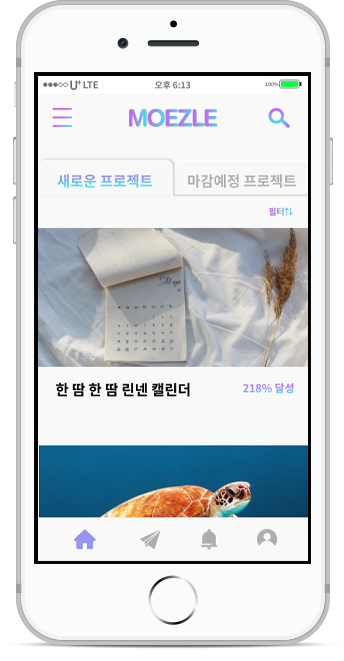 U+ LTE
오후 6:13
100%
MOEZLE
새로운 프로젝트
마감예정 프로젝트
필터↑↓
한 땀 한 땀 린넨 캘린더
218% 달성